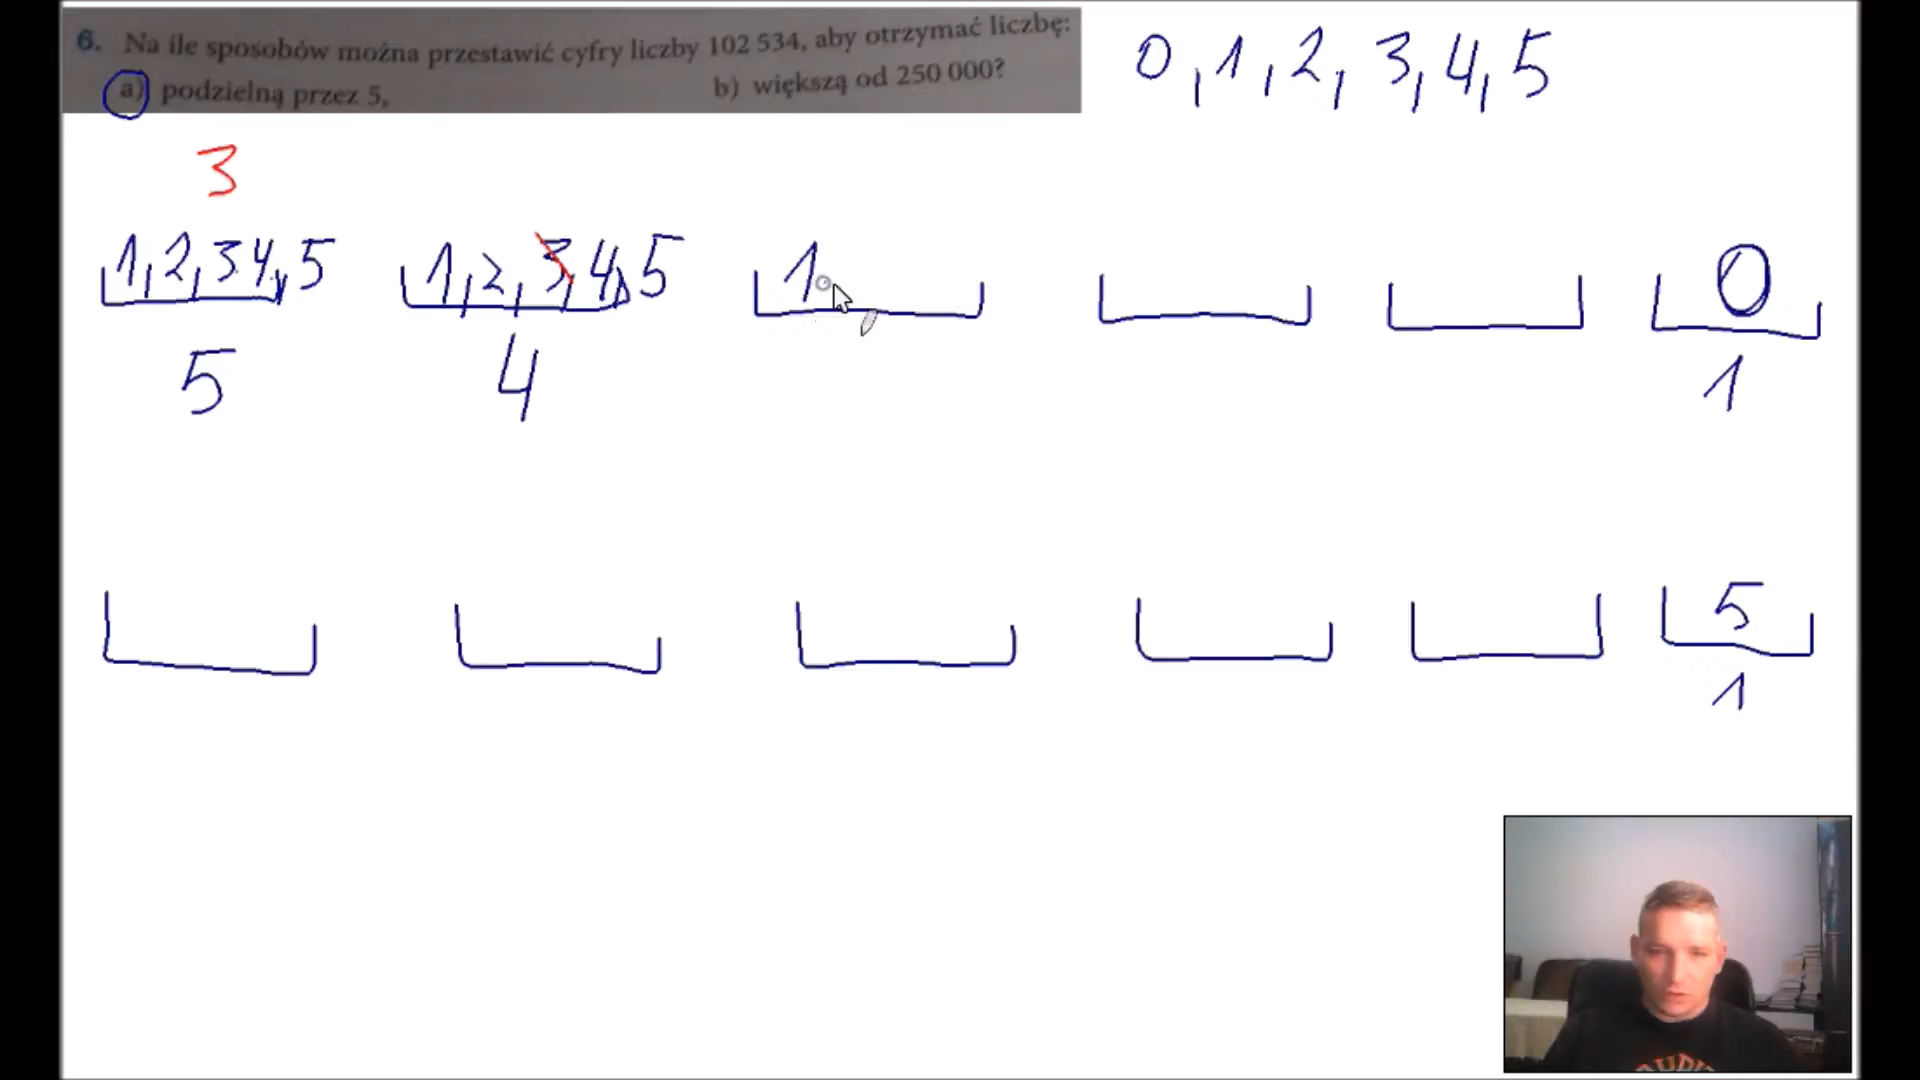 6. Na ile sposobów można przestawić cyfry liczby 102 534, aby otrzymać liczbę:
a) podzielną przez 5, b) większą od 250 000?
0, 1, 2, 3, 4, 5
3
1, 2, 3 4, 5 1, 2, 3, 4, 5 1 0
5 4 1
5
1